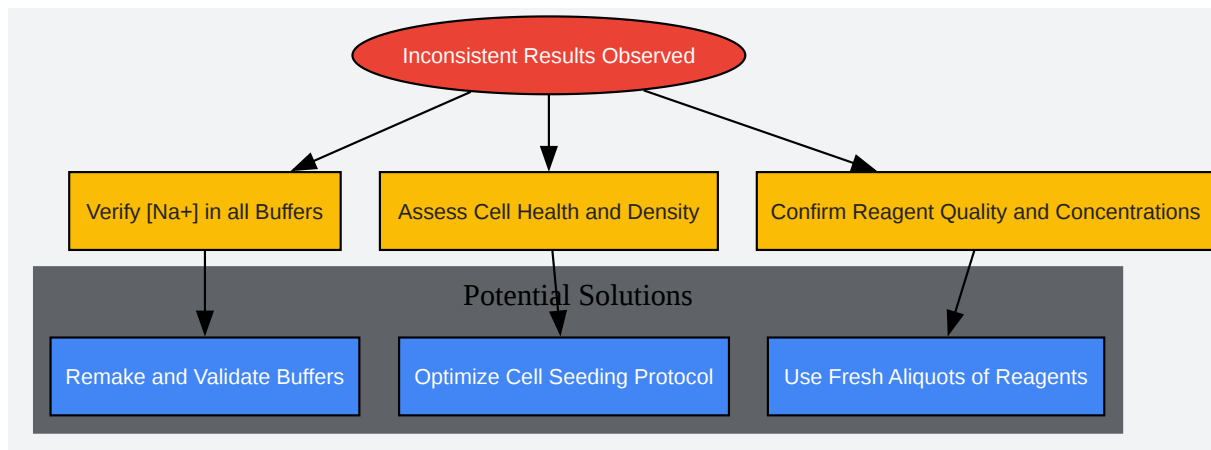 Inconsistent Results Observed
Verify [Na+] in all Buffers
Assess Cell Health and Density
Confirm Reagent Quality and Concentrations
Potential Solutions
Remake and Validate Buffers
Optimize Cell Seeding Protocol
Use Fresh Aliquots of Reagents